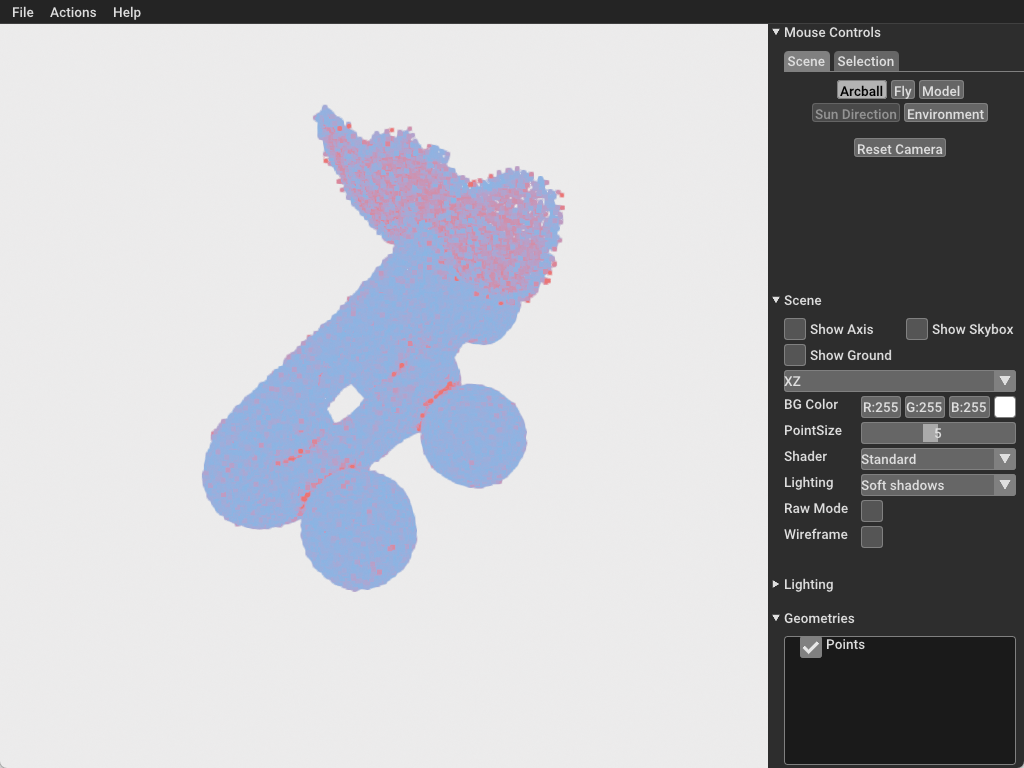 File Actions Help
Mouse Controls
Scene Selection
Arcball Fly Model
Sun Direction Environment
Reset Camera
Scene
Show Axis Show Skybox
Show Ground
XZ
BG Color R:255 G:255 B:255
PointSize 5
Shader Standard
Lighting Soft shadows
Raw Mode
Wireframe
Lighting
Geometries
Points